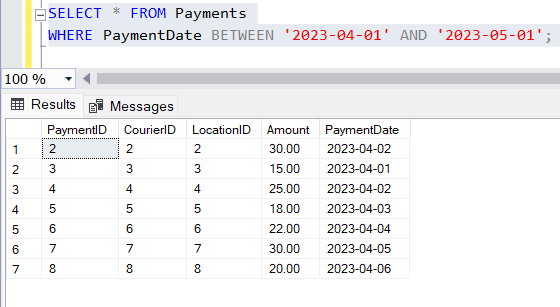 SELECT * FROM Payments
WHERE PaymentDate BETWEEN '2023-04-01' AND '2023-05-01';
100 %
Results Messages
PaymentID CourierID LocationID Amount PaymentDate
1 2 2 2 30.00 2023-04-02
2 3 3 3 15.00 2023-04-01
3 4 4 4 25.00 2023-04-02
4 5 5 5 18.00 2023-04-03
5 6 6 6 22.00 2023-04-04
6 7 7 7 30.00 2023-04-05
7 8 8 8 20.00 2023-04-06